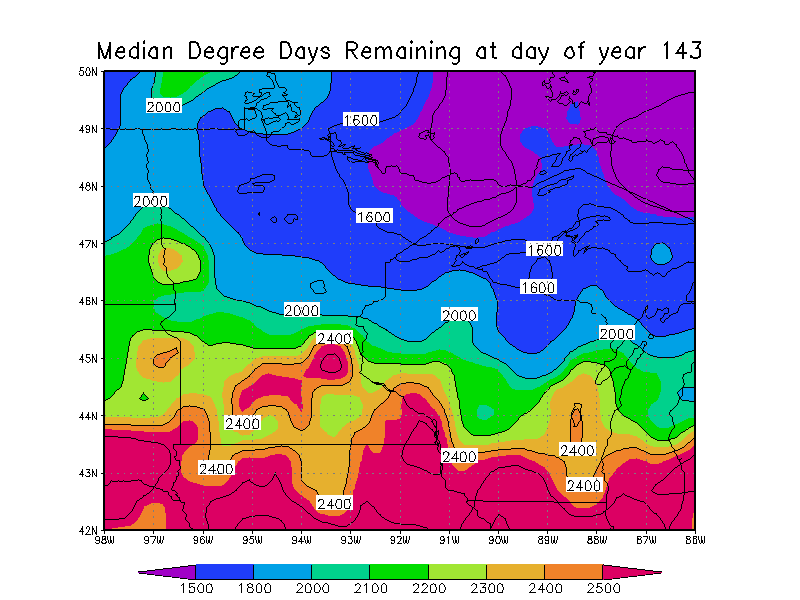 Median Degree Days Remaining at day of year 143
50N
2000
1600
49N
48N
2000
1600
47N
1600
1600
46N
2000
2000
2000
2400
45N
44N
2400
2400
2400
2400
43N
2400
2400
42N
98W 97W 96W 95W 94W 93W 92W 91W 90W 89W 88W 87W 86W
1500 1800 2000 2100 2200 2300 2400 2500